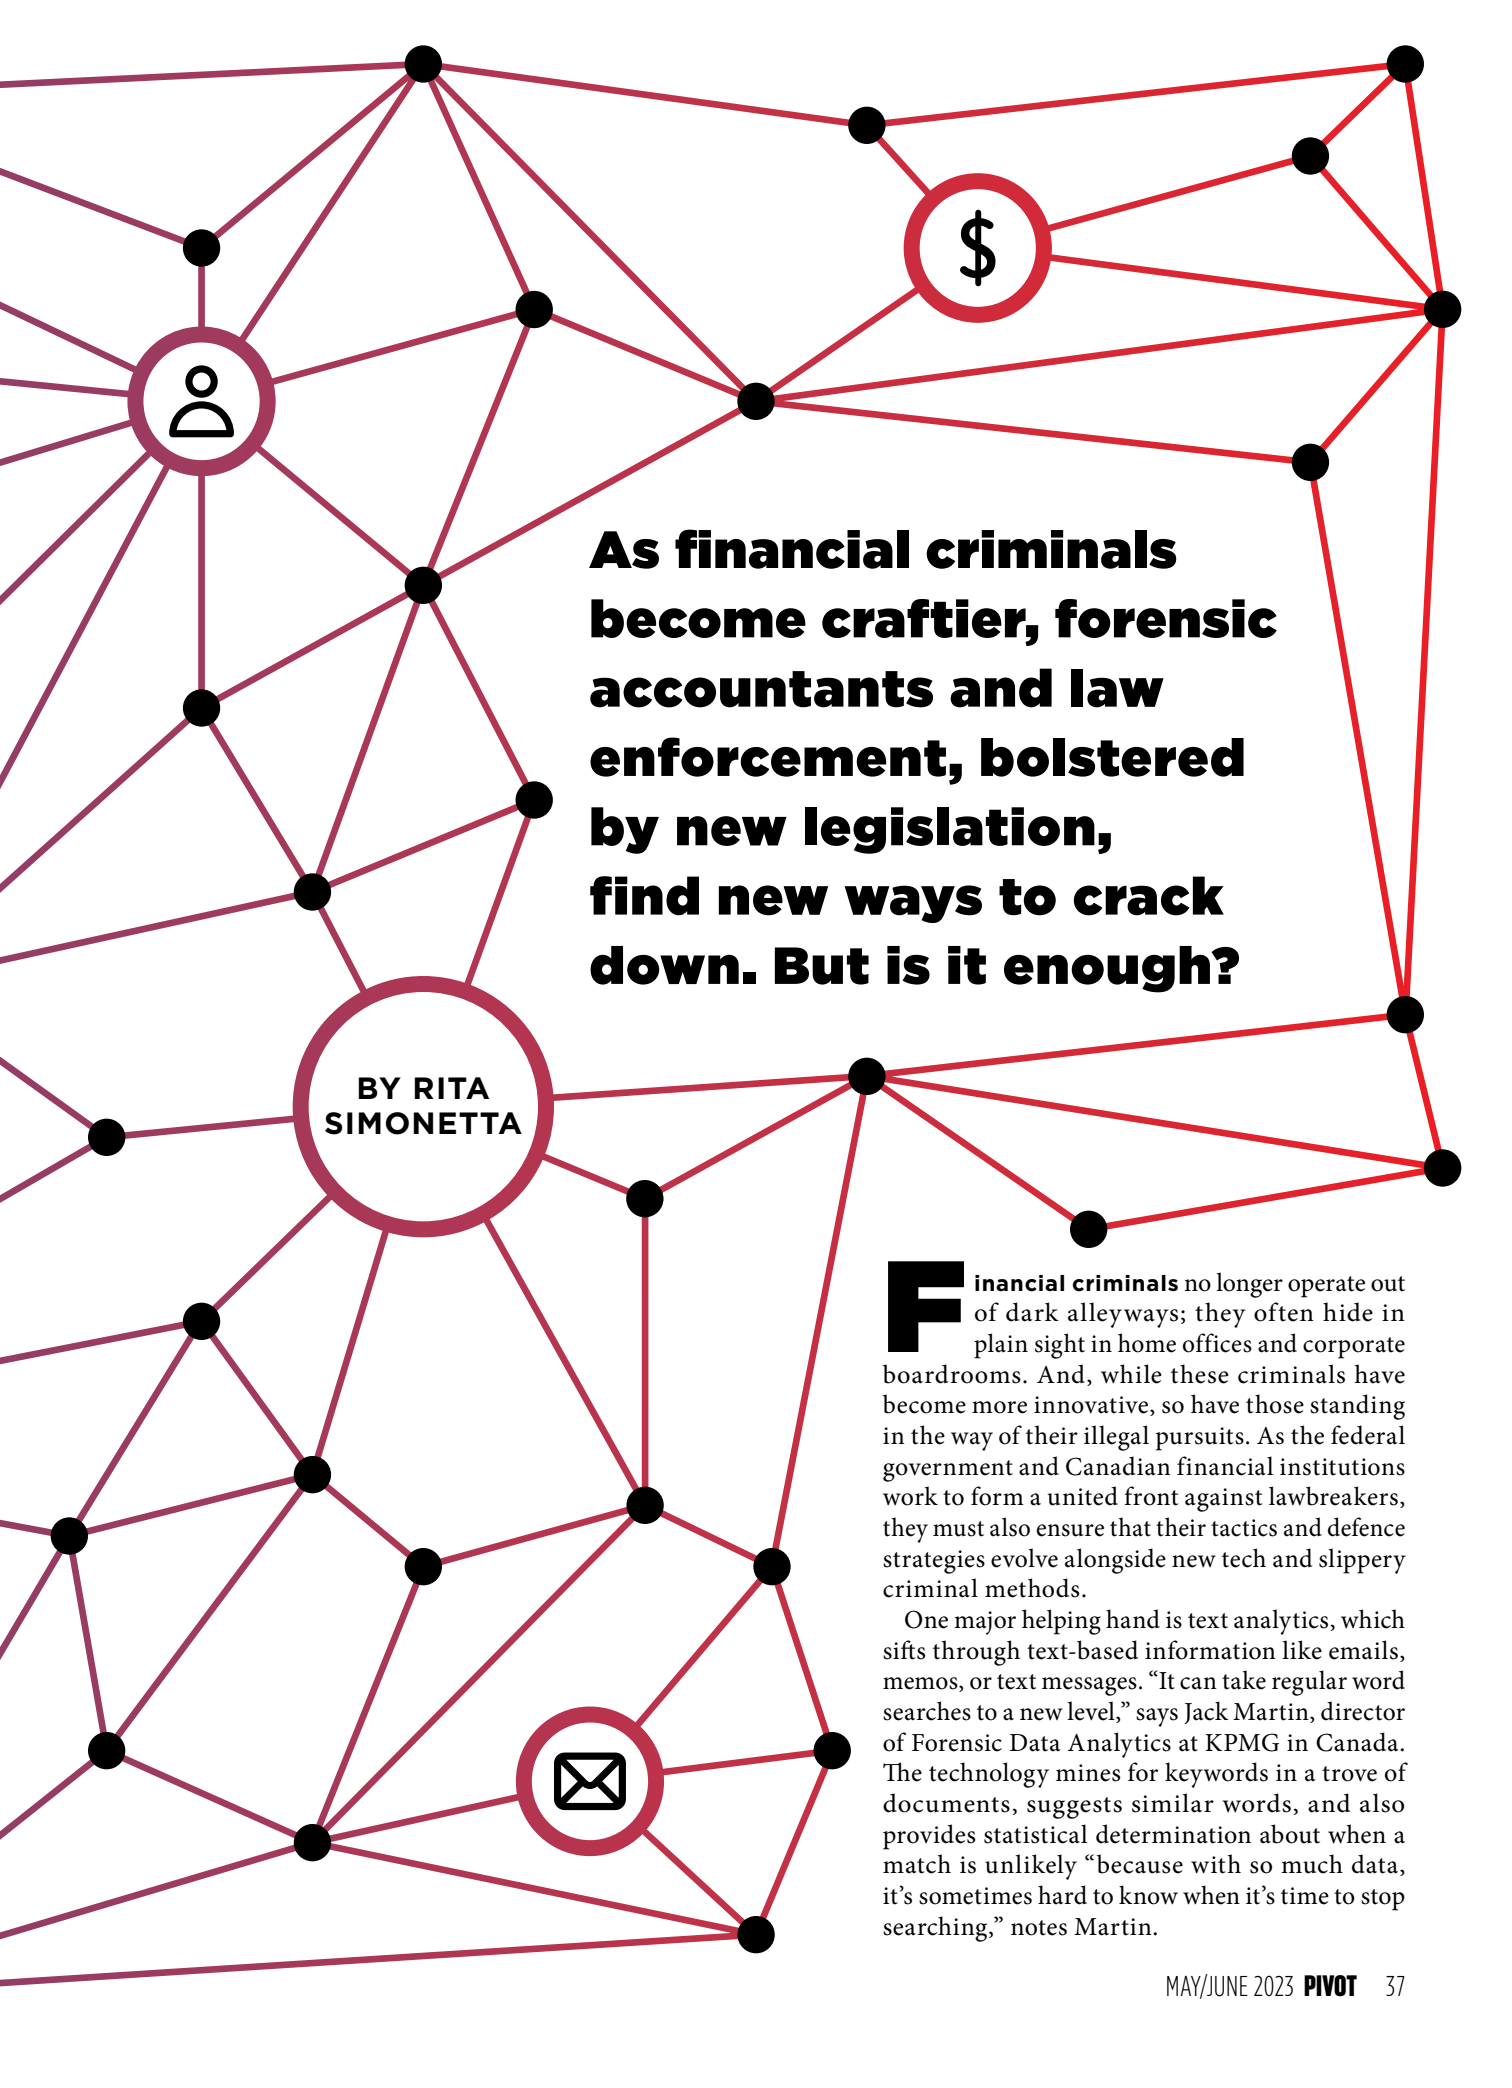 $
As financial criminals
become craftier, forensic
accountants and law
enforcement, bolstered
by new legislation,
find new ways to crack
down. But is it enough?
BY RITA
SIMONETTA
Financial criminals no longer operate out
of dark alleyways; they often hide in
plain sight in home offices and corporate
boardrooms. And, while these criminals have
become more innovative, so have those standing
in the way of their illegal pursuits. As the federal
government and Canadian financial institutions
work to form a united front against lawbreakers,
they must also ensure that their tactics and defence
strategies evolve alongside new tech and slippery
criminal methods.
One major helping hand is text analytics, which
sifts through text-based information like emails,
memos, or text messages. “It can take regular word
searches to a new level,” says Jack Martin, director
of Forensic Data Analytics at KPMG in Canada.
The technology mines for keywords in a trove of
documents, suggests similar words, and also
provides statistical determination about when a
match is unlikely “because with so much data,
it’s sometimes hard to know when it’s time to stop
searching,” notes Martin.
MAY/JUNE 2023 PIVOT 37